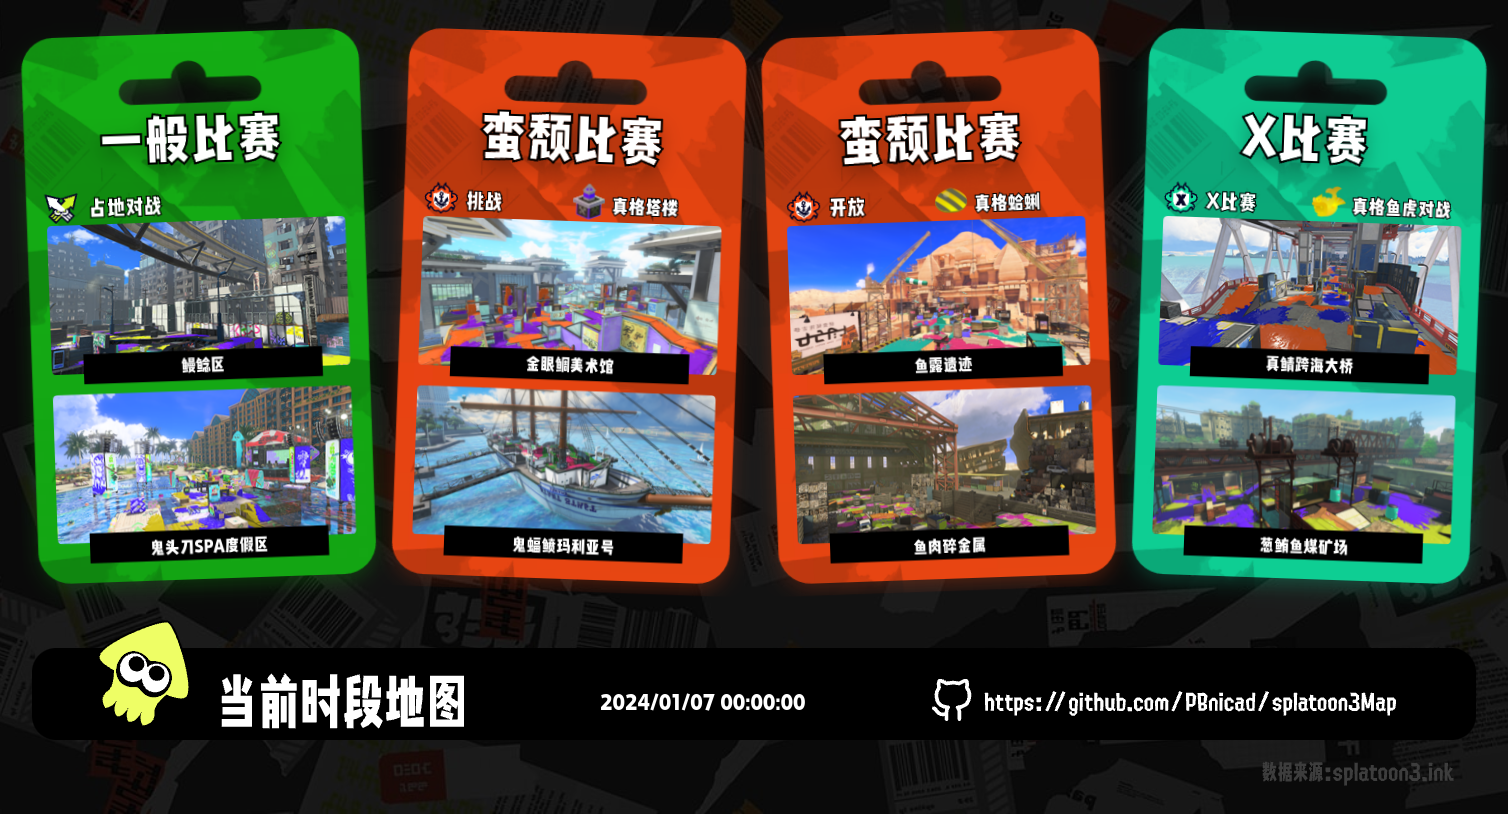 一般比赛
占地对战
鳗鲶区
鬼头刀SPA度假区
蛮颓比赛
挑战
真格塔楼
金眼鲷美术馆
鬼蝠鲼玛利亚号
蛮颓比赛
开放
真格蛤蜊
鱼露遗迹
鱼肉碎金属
X比赛
X比赛
真格鱼虎对战
真鲭跨海大桥
葱鲔鱼煤矿场
当前时段地图
2024/01/07 00:00:00
https://github.com/PBnicad/splatoon3Map
数据来源:splatoon3.ink